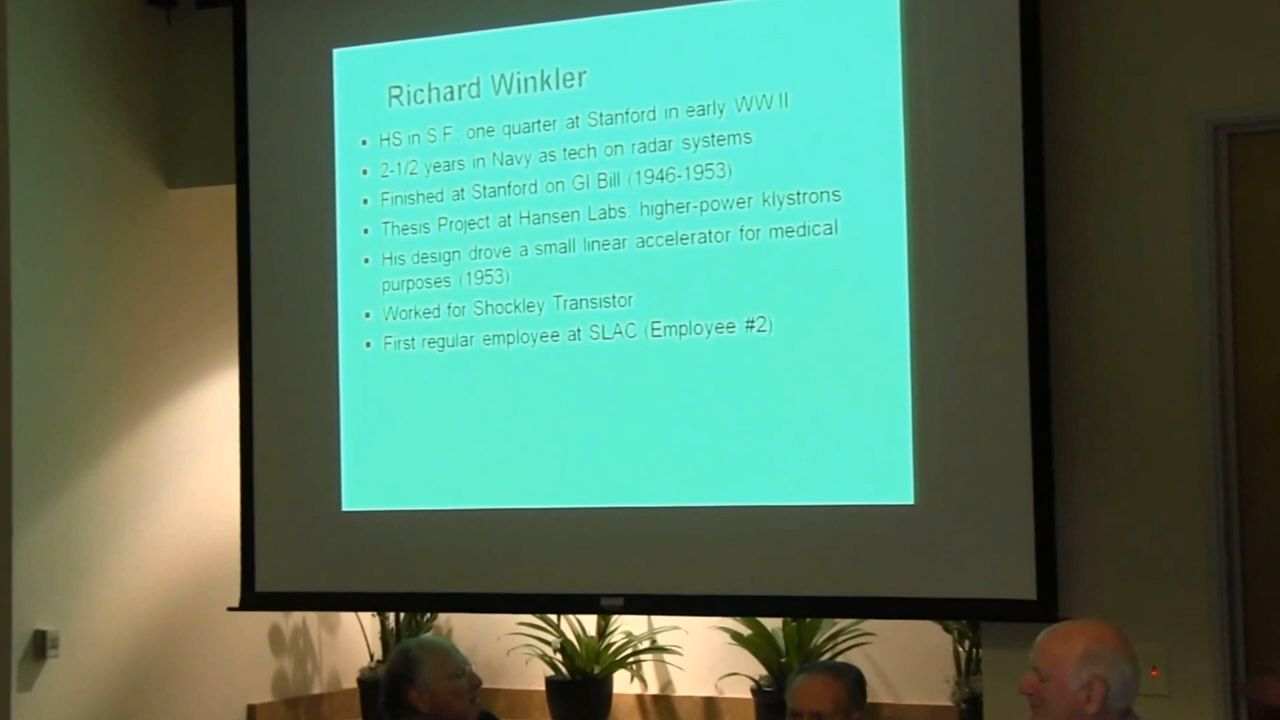 Richard Winkler
▪ HS in S.F. one quarter at Stanford in early WW II
▪ 2-1/2 years in Navy as tech on radar systems
▪ Finished at Stanford on GI Bill (1946-1953)
▪ Thesis Project at Hansen Labs: higher-power klystrons
▪ His design drove a small linear accelerator for medical
purposes (1953)
▪ Worked for Shockley Transistor
▪ First regular employee at SLAC (Employee #2)